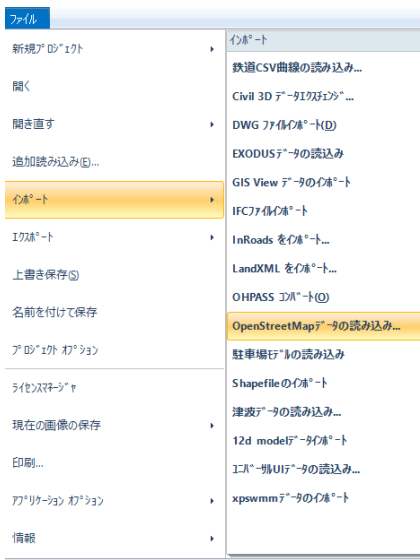 ファイル
新規ﾌﾟﾛｼﾞｪｸﾄ
開く
開き直す
追加読み込み(E)...
ｲﾝﾎﾟｰﾄ
ｴｸｽﾎﾟｰﾄ
上書き保存(S)
名前を付けて保存
ﾌﾟﾛｼﾞｪｸﾄ ｵﾌﾟｼｮﾝ
ﾗｲｾﾝｽﾏﾈｰｼﾞｬ
現在の画像の保存
印刷...
ｱﾌﾟﾘｹｰｼｮﾝ ｵﾌﾟｼｮﾝ
情報
ｲﾝﾎﾟｰﾄ
鉄道CSV曲線の読み込み...
Civil 3D ﾃﾞｰﾀｴｸｽﾁｪﾝｼﾞ...
DWG ﾌｧｲﾙｲﾝﾎﾟｰﾄ(D)
EXODUSﾃﾞｰﾀの読込み
GIS View ﾃﾞｰﾀのｲﾝﾎﾟｰﾄ
IFCﾌｧｲﾙｲﾝﾎﾟｰﾄ
InRoads をｲﾝﾎﾟｰﾄ...
LandXML をｲﾝﾎﾟｰﾄ...
OHPASS ｺﾝﾊﾞｰﾄ(O)
OpenStreetMapﾃﾞｰﾀの読み込み...
駐車場ﾓﾃﾞﾙの読込み
Shapefileのｲﾝﾎﾟｰﾄ
津波ﾃﾞｰﾀの読み込み...
12d modelﾃﾞｰﾀｲﾝﾎﾟｰﾄ
ﾕﾆﾊﾞｰｻﾙUIﾃﾞｰﾀの読込み...
xpswmmﾃﾞｰﾀのｲﾝﾎﾟｰﾄ